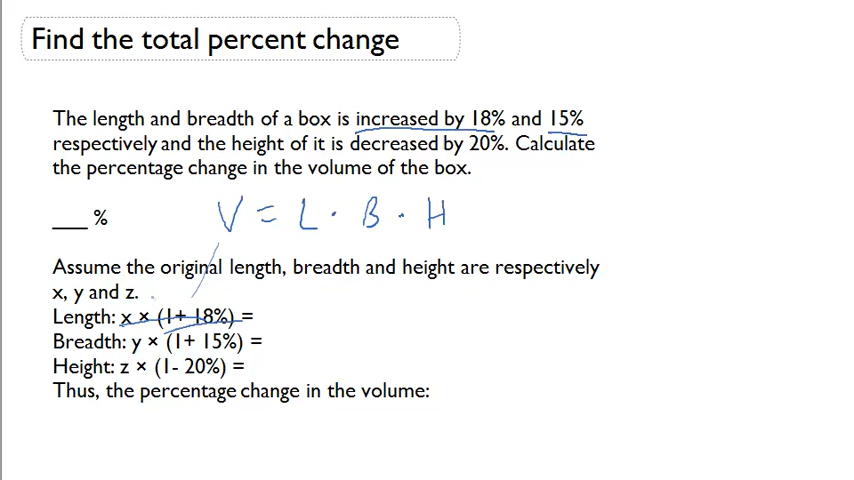 Find the total percent change
The length and breadth of a box is increased by 18% and 15%
respectively and the height of it is decreased by 20%. Calculate
the percentage change in the volume of the box.
___ %
V = L · B · H
Assume the original length, breadth and height are respectively
x, y and z.
Length: x × (1+ 18%) =
Breadth: y × (1+ 15%) =
Height: z × (1- 20%) =
Thus, the percentage change in the volume: